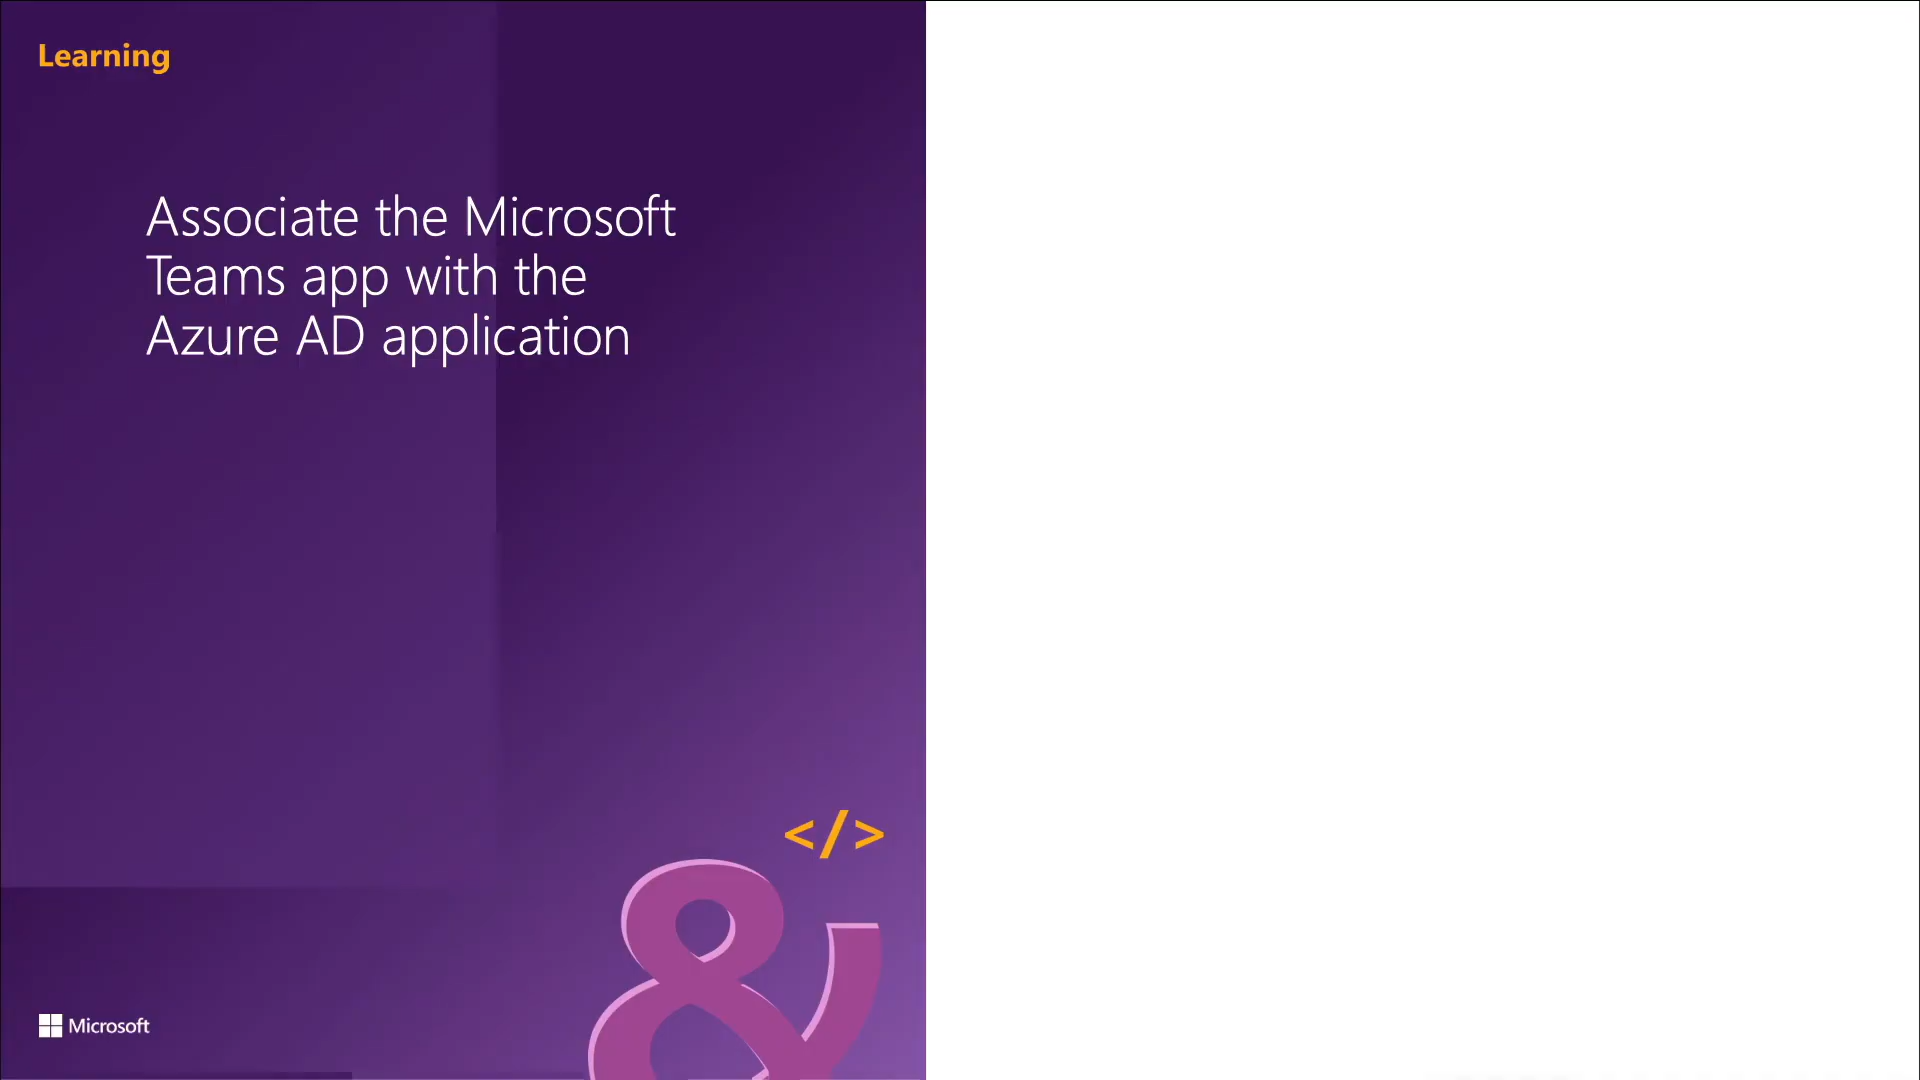 Learning
Associate the Microsoft
Teams app with the
Azure AD application
</>
&
Microsoft